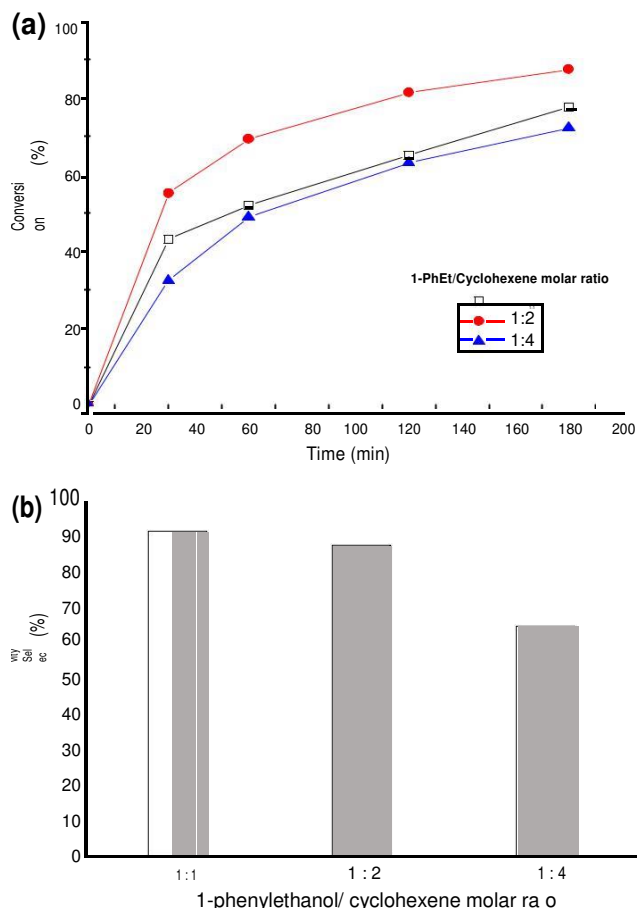 (a)
100
80
60
40
20
0
Conversi
on
(%)
1-PhEt/Cyclohexene molar ratio
1:2
1:4
0 20 40 60 80 100 120 140 160 180 200
Time (min)
(b)
100
90
80
70
60
50
40
30
20
10
0
Sel
ec
(%)
1 : 1 1 : 2 1 : 4
1-phenylethanol/ cyclohexene molar ra o